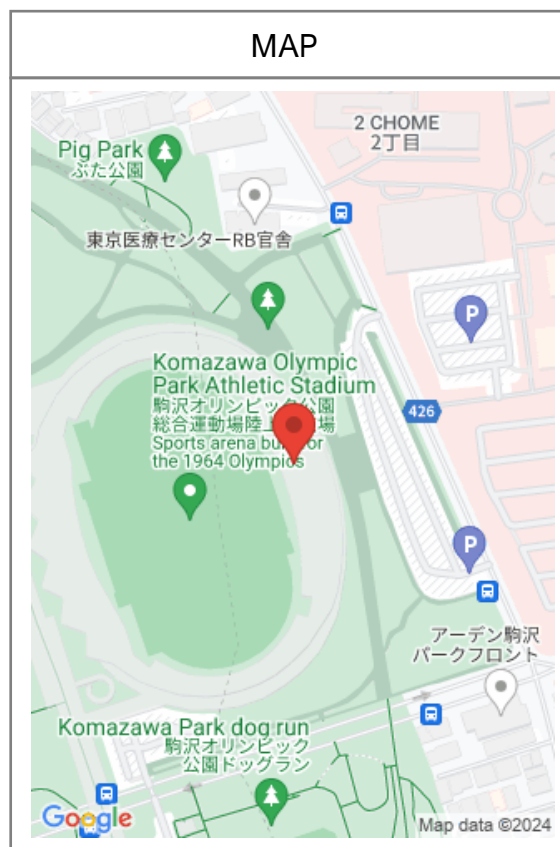 MAP
2 CHOME
2丁目
Pig Park
ぶた公園
東京医療センターRB官舎
P
Komazawa Olympic
Park Athletic Stadium
駒沢オリンピック公園
総合運動場陸上 場
Sports arena bu for
the 1964 Olympics
426
P
アーデン駒沢
パークフロント
Komazawa Park dog run
駒沢オリンピック
公園ドッグラン
Google
Map data ©2024